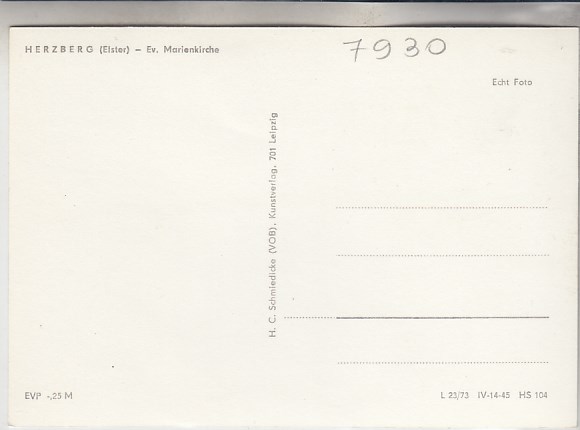 HERZBERG (Elster) – Ev. Marienkirche
7930
Echt Foto
H. C. Schmiedicke (VOB), Kunstverlag, 701 Leipzig
EVP -,25 M
L 23/73 IV-14-45 HS 104